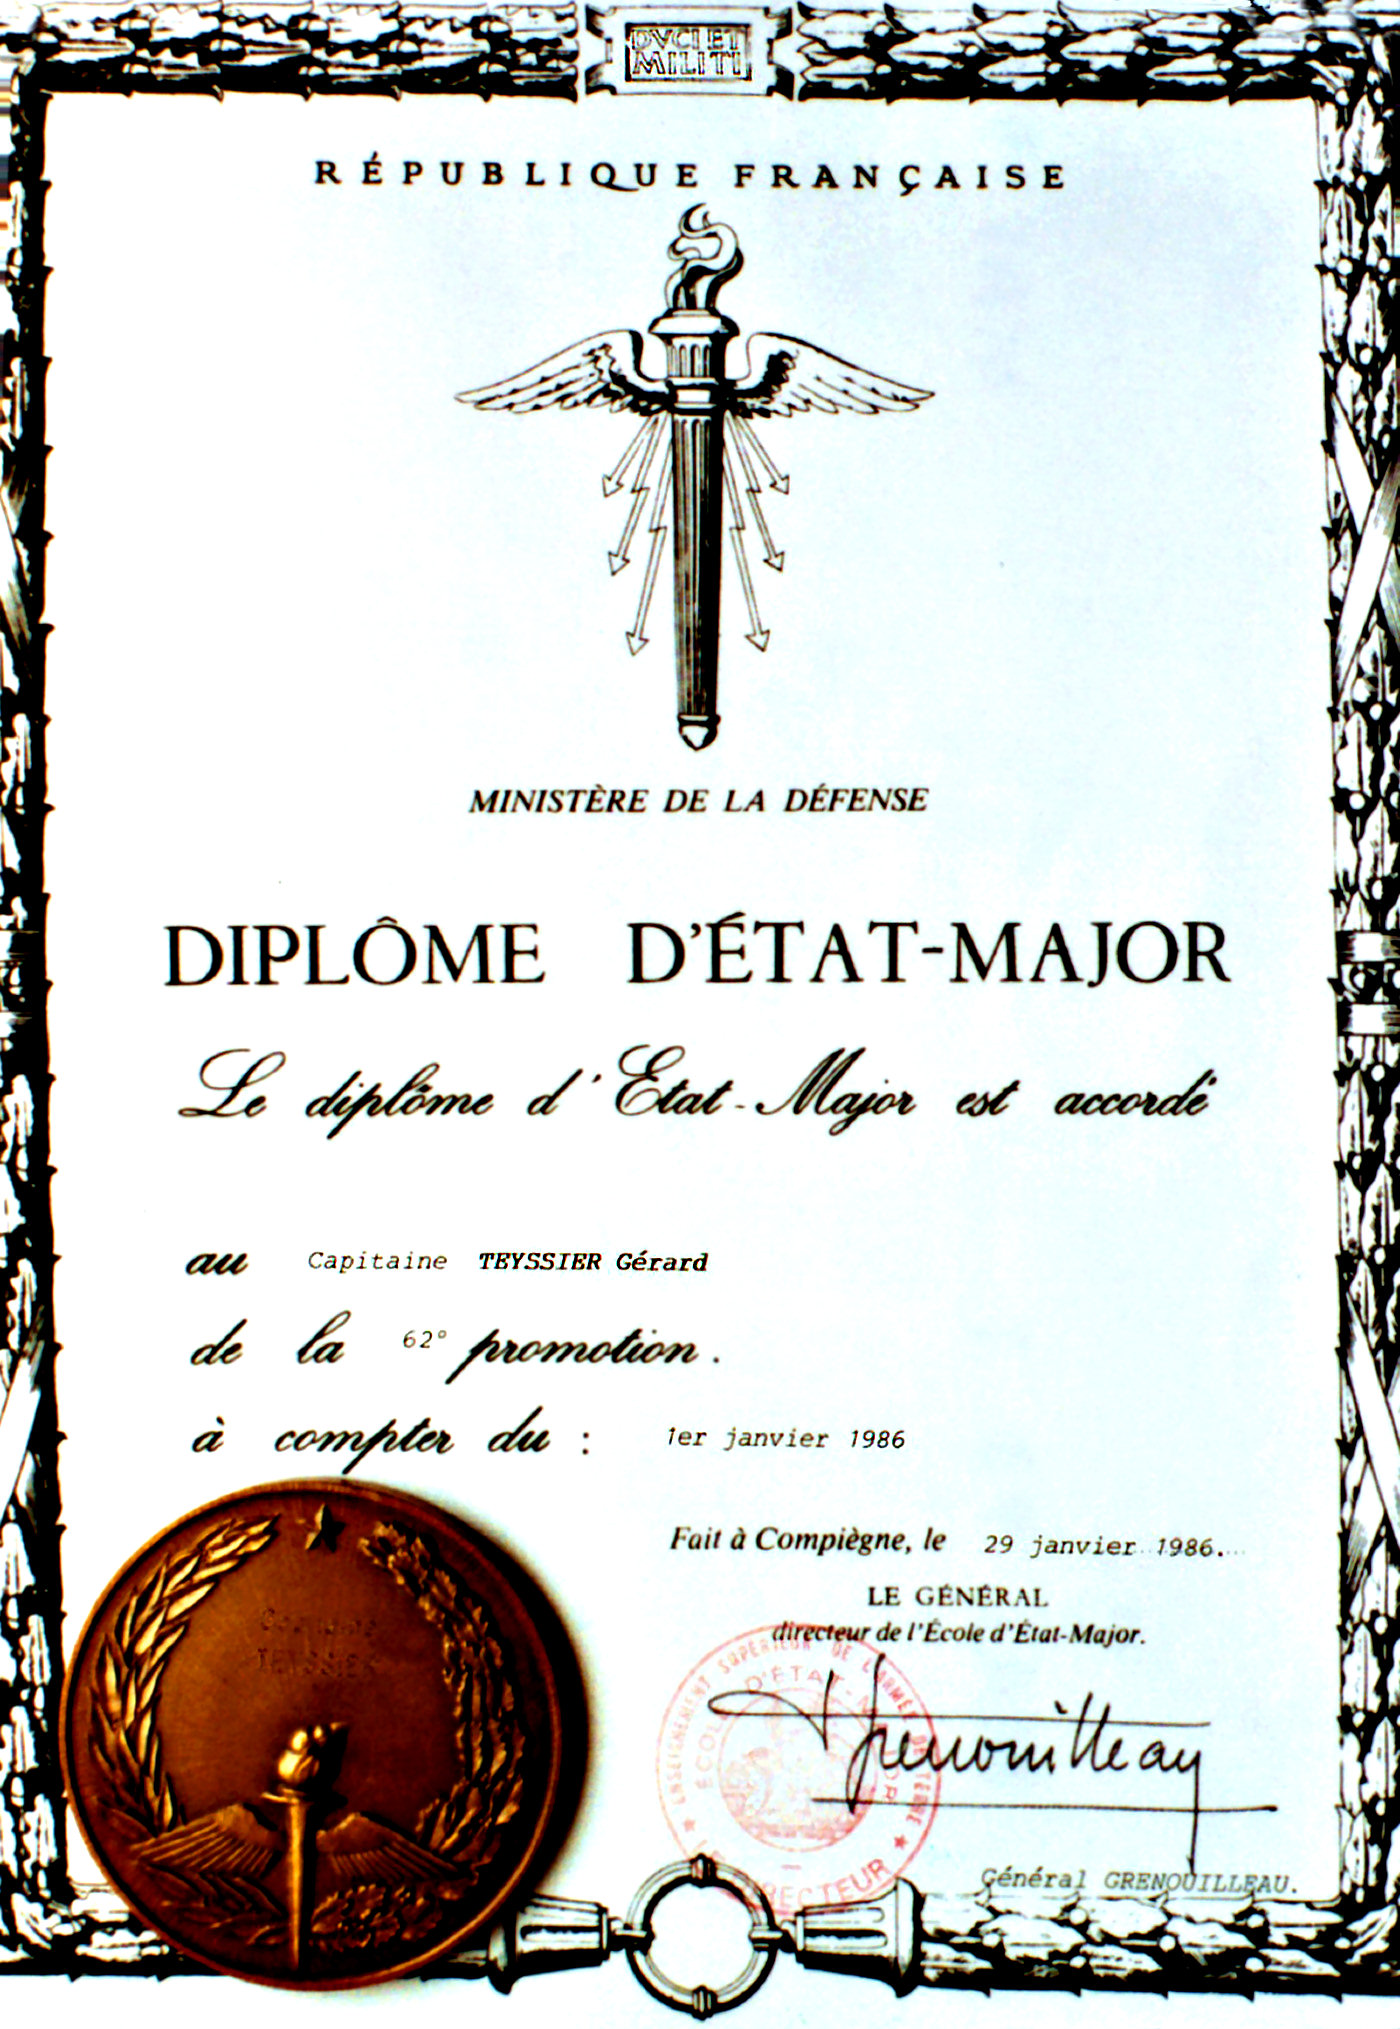 DVCI ET
MILITI
RÉPUBLIQUE FRANÇAISE
MINISTÈRE DE LA DÉFENSE
DIPLÔME D'ÉTAT-MAJOR
Le diplôme d'Etat-Major est accordé
au Capitaine TEYSSIER Gérard
de la 62° promotion.
à compter du : 1er janvier 1986
Fait à Compiègne, le 29 janvier 1986.
LE GÉNÉRAL
directeur de l'École d'État-Major.
ENSEIGNEMENT SUPÉRIEUR DE L'ARMÉE DE TERRE
ÉCOLE D'ÉTAT-MAJOR
LE DIRECTEUR
Grenouilleau
Général GRENOUILLEAU.
Capitaine
TEYSSIER